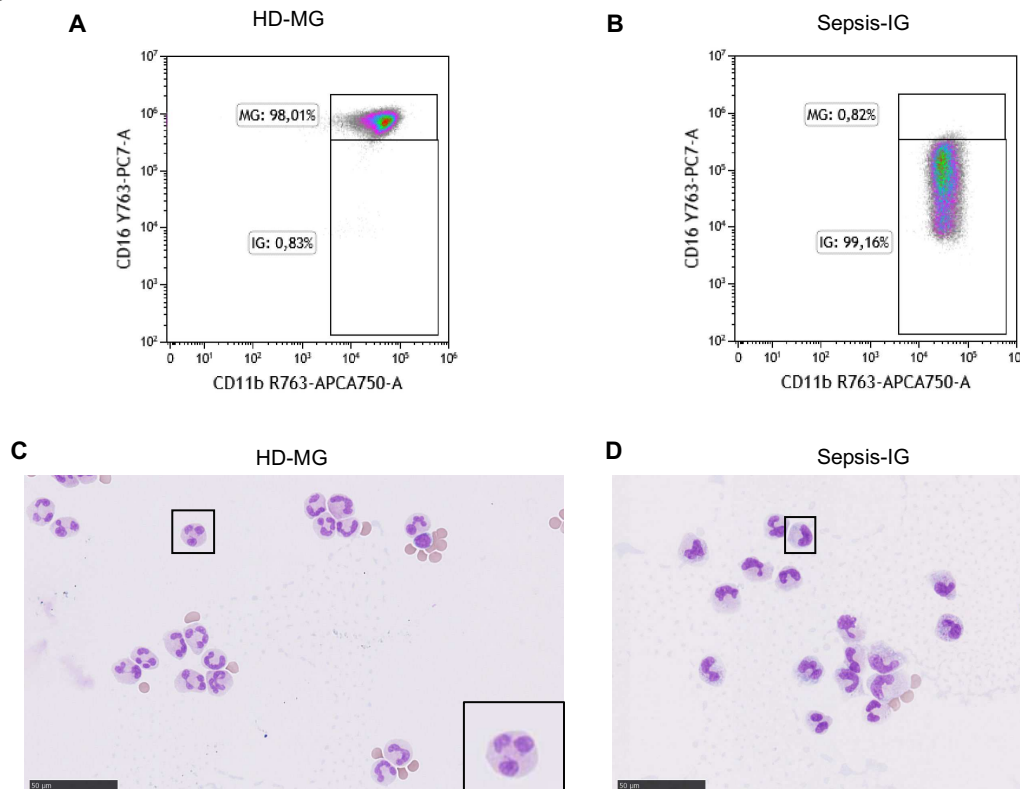 A
HD-MG
10⁷
10⁶
10⁵
10⁴
10³
10²
CD16 Y763-PC7-A
MG: 98,01%
IG: 0,83%
0 10¹ 10² 10³ 10⁴ 10⁵ 10⁶
CD11b R763-APCA750-A
B
Sepsis-IG
10⁷
10⁶
10⁵
10⁴
10³
10²
CD16 Y763-PC7-A
MG: 0,82%
IG: 99,16%
0 10¹ 10² 10³ 10⁴ 10⁵ 10
CD11b R763-APCA750-A
C
HD-MG
50 µm
D
Sepsis-IG
50 µm